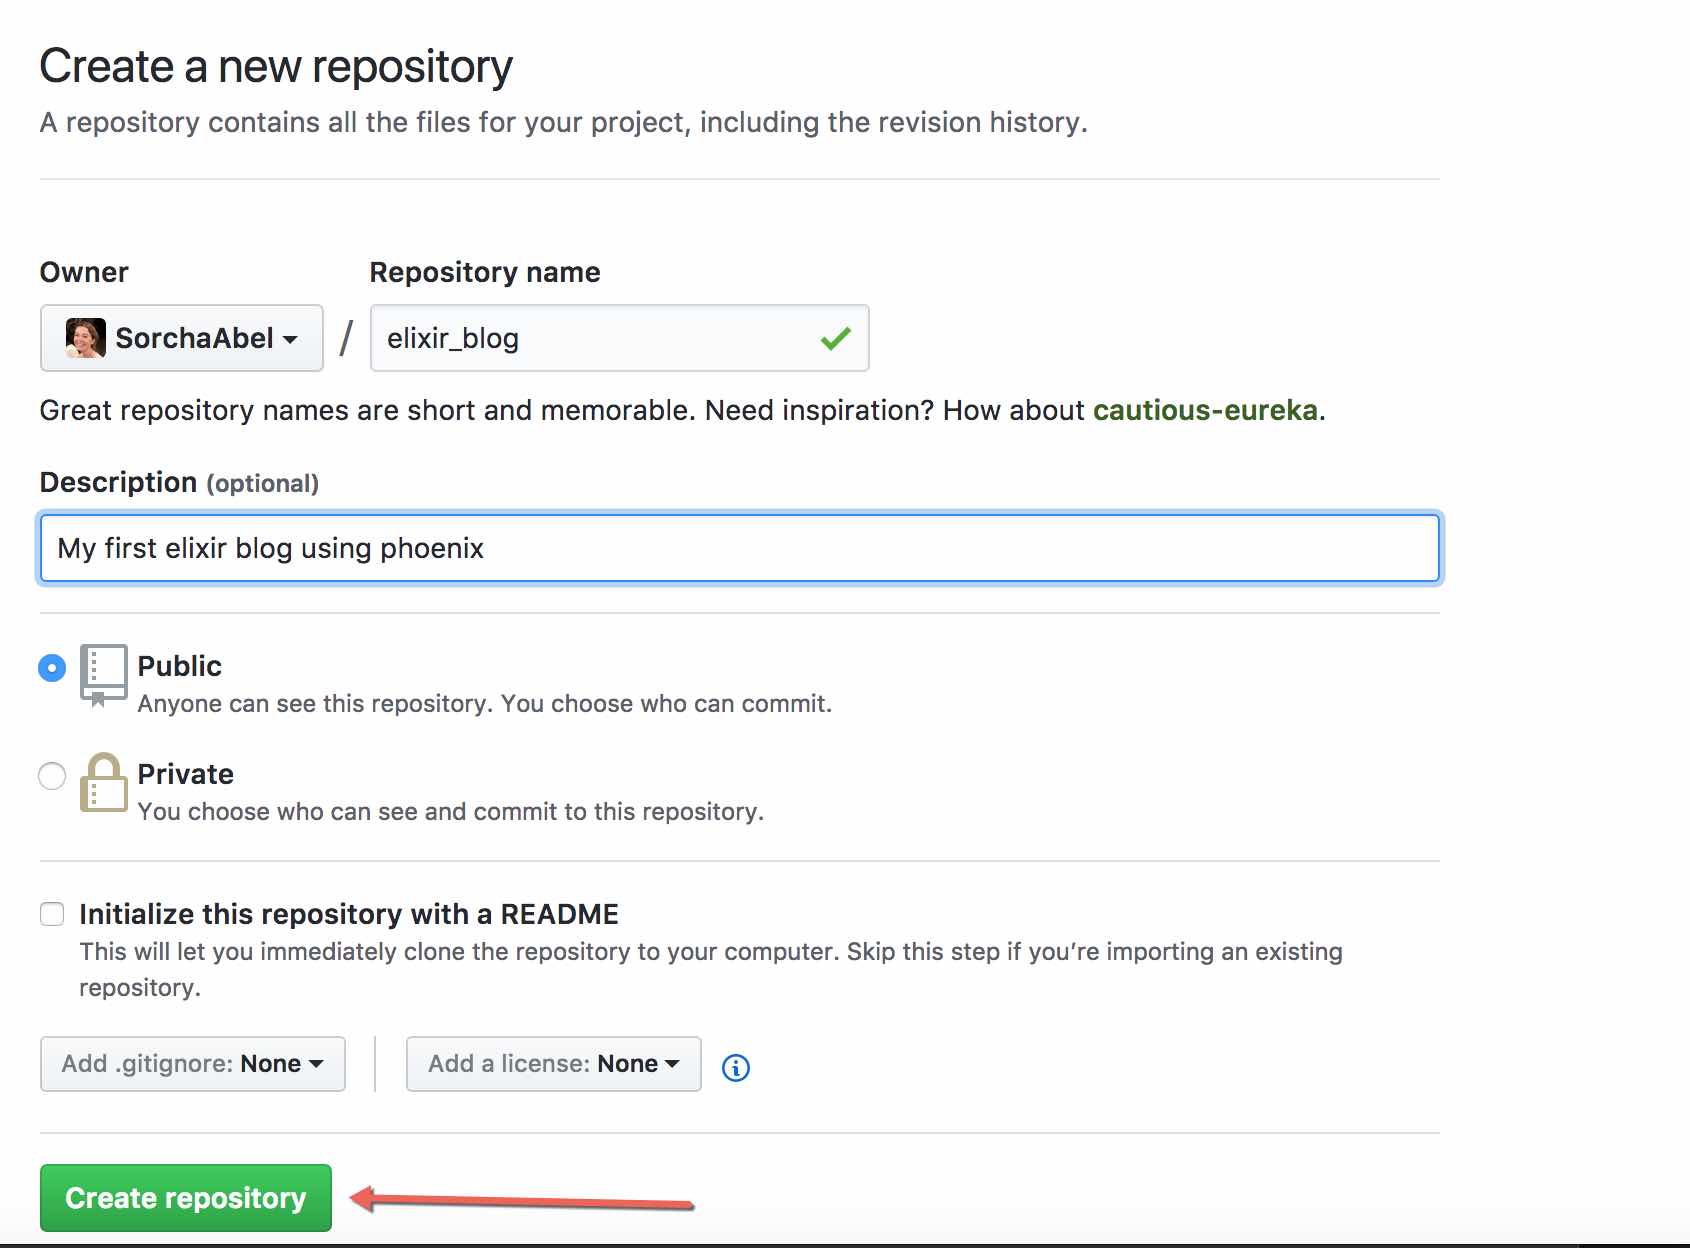 Create a new repository
A repository contains all the files for your project, including the revision history.
Owner Repository name
SorchaAbel / elixir_blog
Great repository names are short and memorable. Need inspiration? How about cautious-eureka.
Description (optional)
My first elixir blog using phoenix
Public
Anyone can see this repository. You choose who can commit.
Private
You choose who can see and commit to this repository.
Initialize this repository with a README
This will let you immediately clone the repository to your computer. Skip this step if you’re importing an existing
repository.
Add .gitignore: None Add a license: None
Create repository